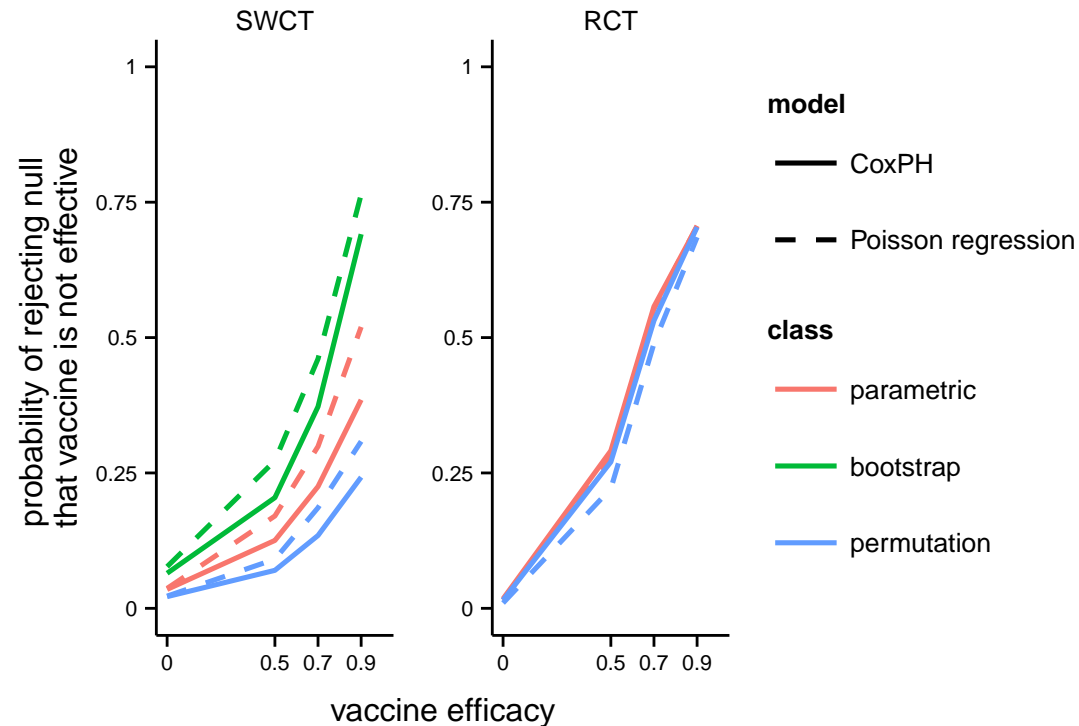 SWCT
RCT
probability of rejecting null
that vaccine is not effective
1
0.75
0.5
0.25
0
1
0.75
0.5
0.25
0
0 0.5 0.7 0.9
0 0.5 0.7 0.9
vaccine efficacy
model
CoxPH
Poisson regression
class
parametric
bootstrap
permutation